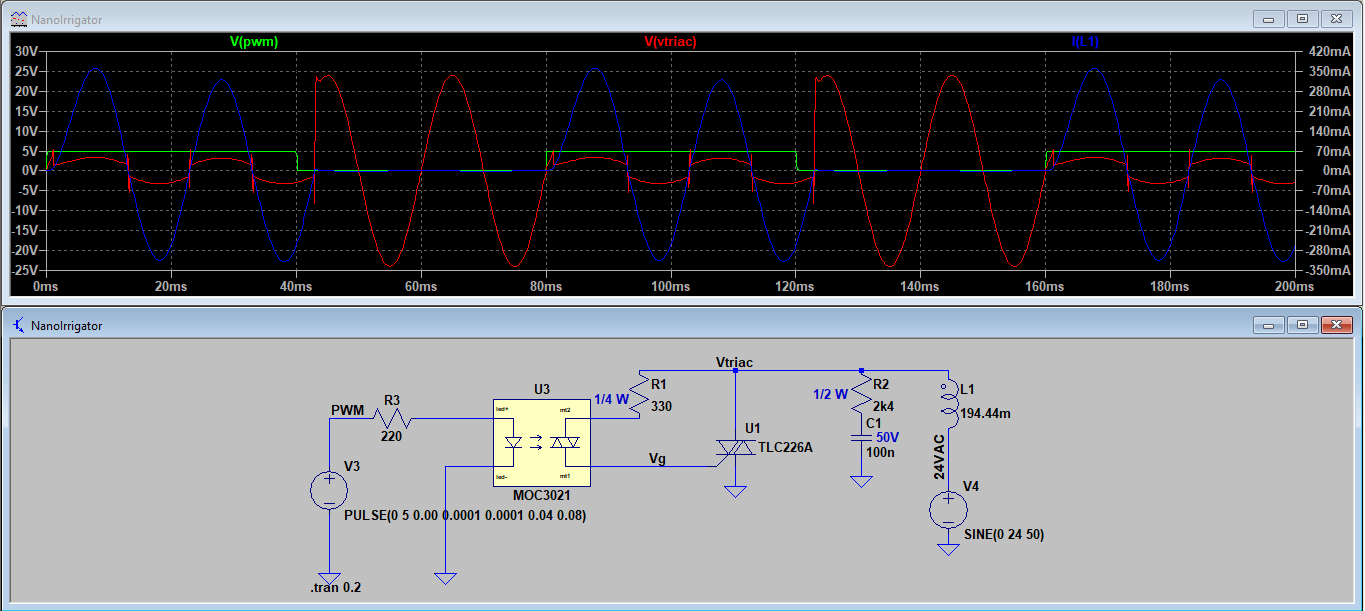 NanoIrrigator
V(pwm) V(vtriac) I(L1)
30V 420mA
25V 350mA
20V 280mA
15V 210mA
10V 140mA
5V 70mA
0V 0mA
-5V -70mA
-10V -140mA
-15V -210mA
-20V -280mA
-25V -350mA
0ms 20ms 40ms 60ms 80ms 100ms 120ms 140ms 160ms 180ms 200ms
NanoIrrigator
Vtriac
U3
R3
PWM
220
1/4 W
R1
330
led+
mt2
led-
mt1
MOC3021
Vg
U1
TLC226A
1/2 W
R2
2k4
C1
50V
100n
L1
194.44m
24VAC
V3
PULSE(0 5 0.00 0.0001 0.0001 0.04 0.08)
V4
SINE(0 24 50)
.tran 0.2